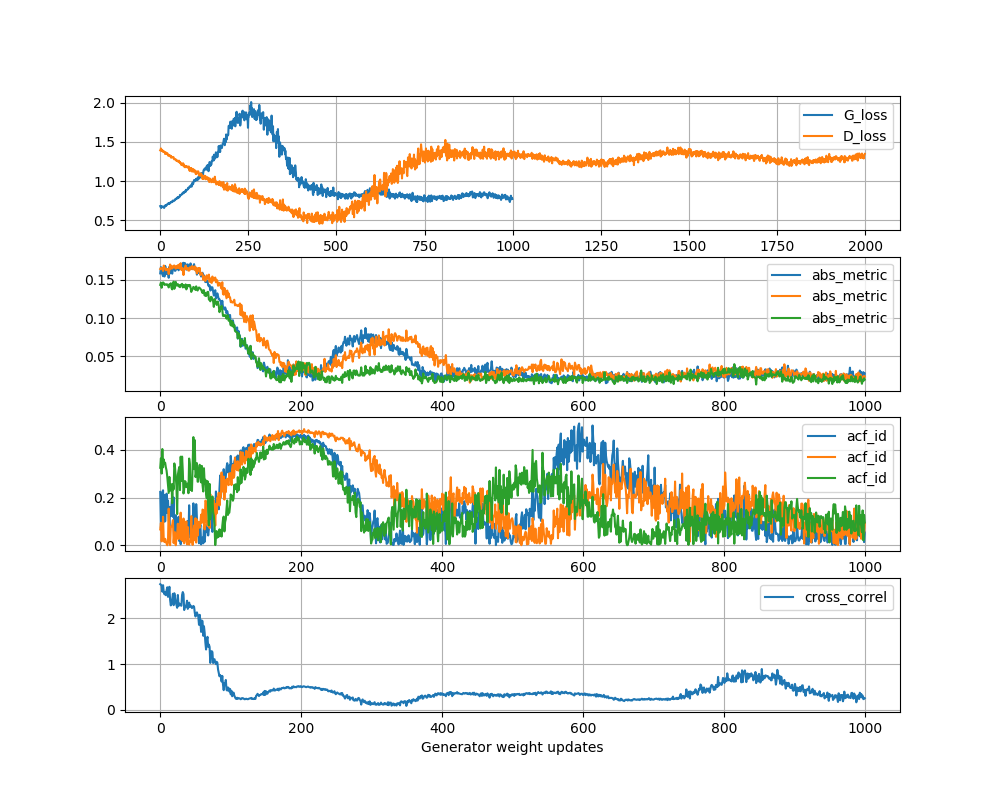 2.0
1.5
1.0
0.5
G_loss
D_loss
0 250 500 750 1000 1250 1500 1750 2000
0.15
0.10
0.05
abs_metric
abs_metric
abs_metric
0 200 400 600 800 1000
0.4
0.2
0.0
acf_id
acf_id
acf_id
0 200 400 600 800 1000
2
1
0
cross_correl
0 200 400 600 800 1000
Generator weight updates